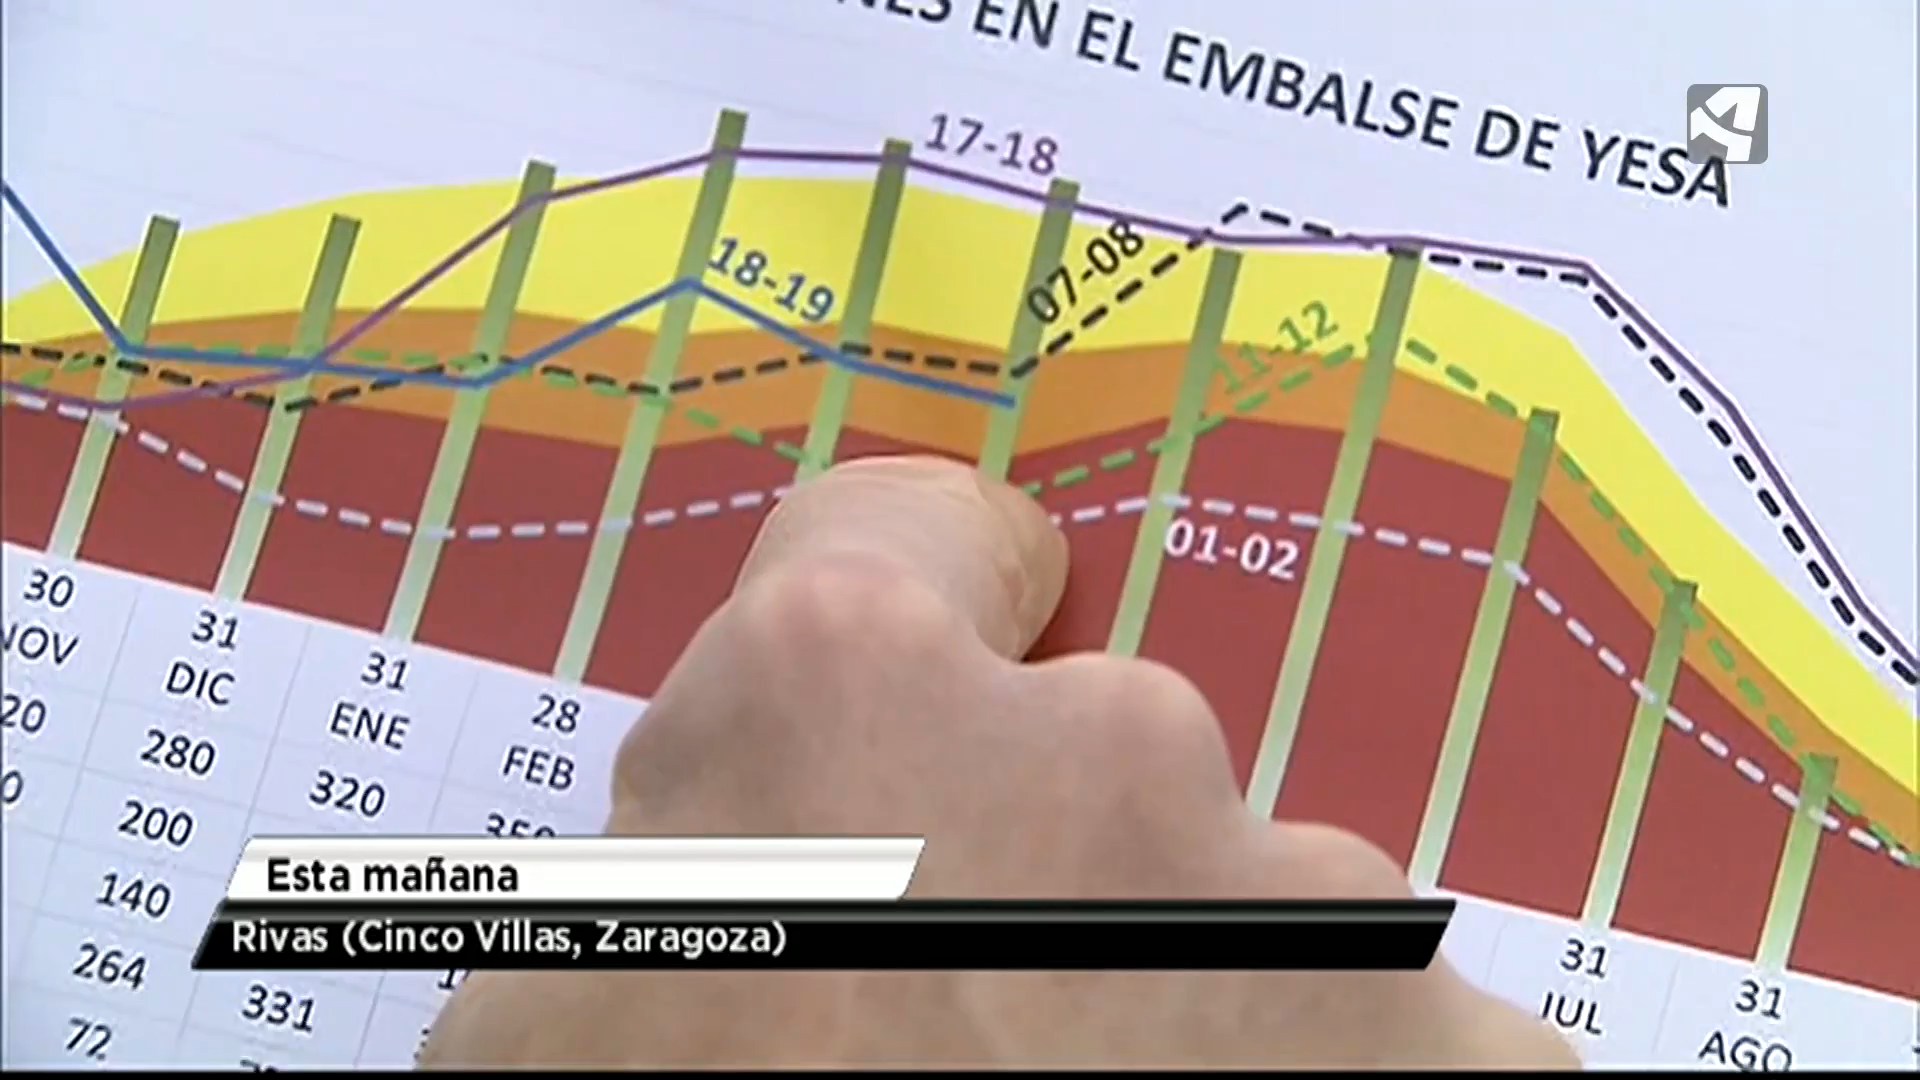 EN EL EMBALSE DE YESA
17-18
18-19
07-08
11-12
01-02
30
31
31
28
31
31
DIC
ENE
FEB
JUL
AGO
280
320
200
140
264
331
72
Esta mañana
Rivas (Cinco Villas, Zaragoza)